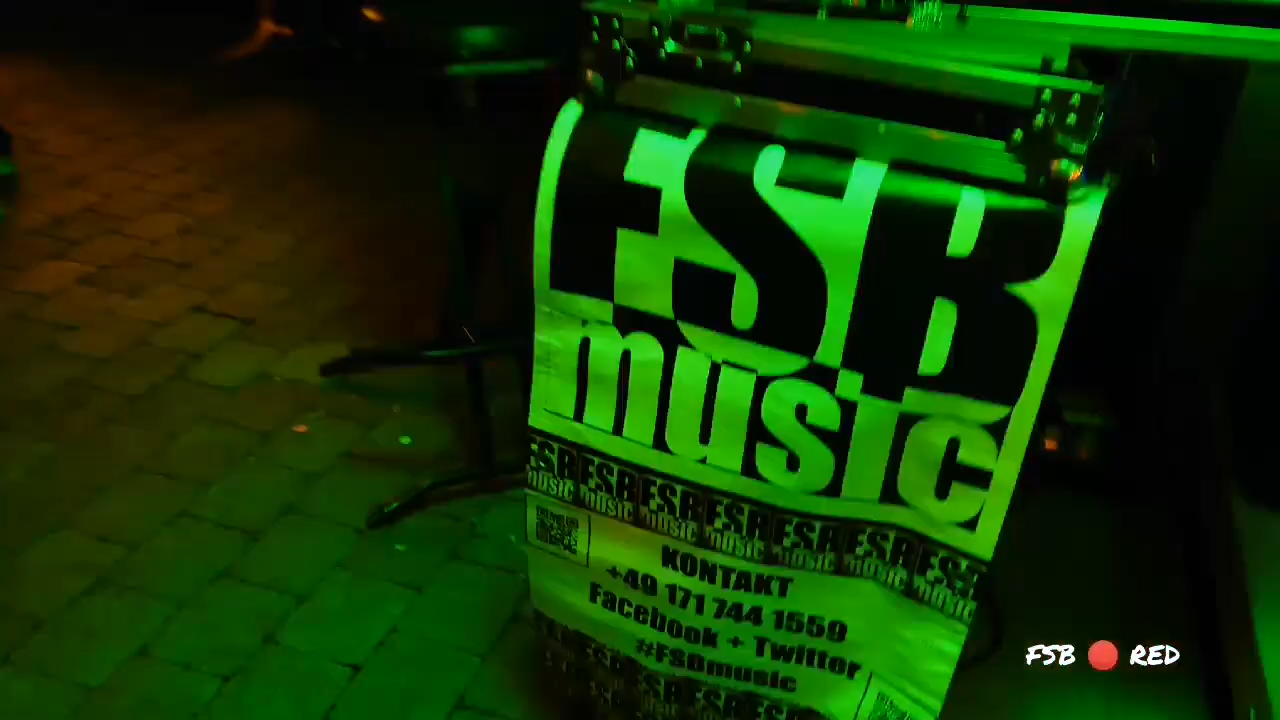 FSB
music
FSB FSB FSB FSB FSB FSB FSB
music music music music music music music
KONTAKT
+49 171 744 1559
Facebook + Twitter
#FSBmusic
FSB 🔴 RED